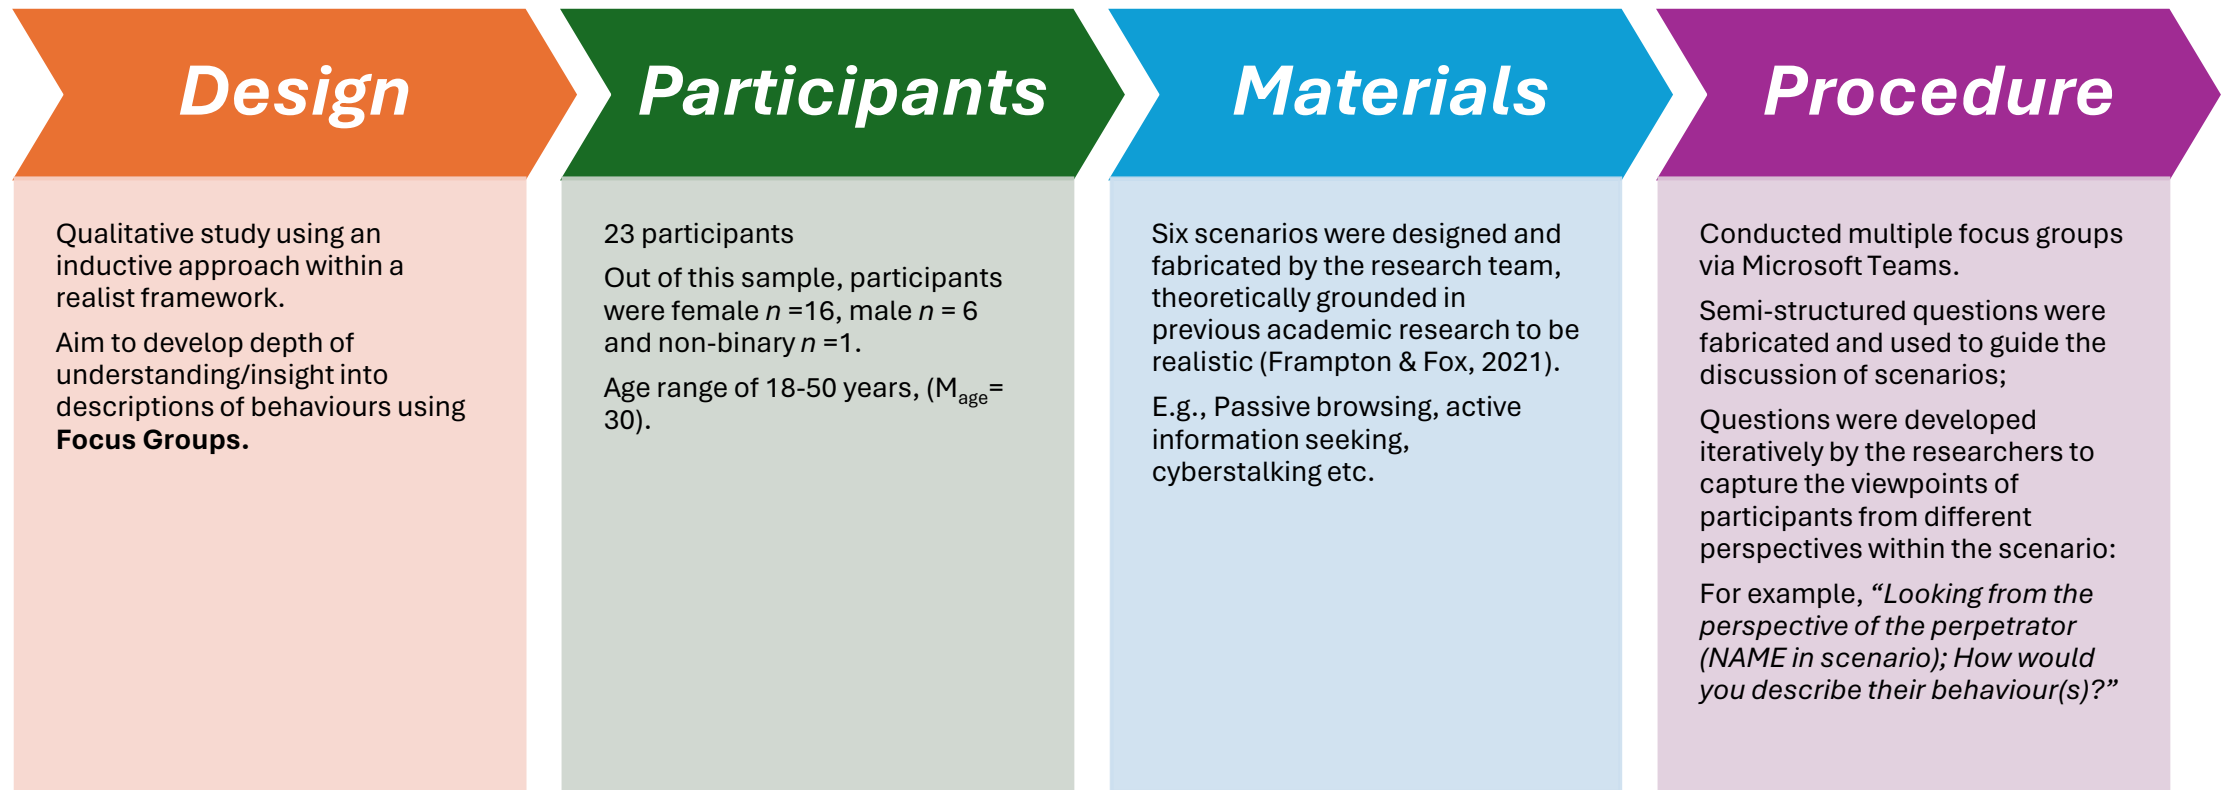 Design
Qualitative study using an
inductive approach within a
realist framework.
Aim to develop depth of
understanding/insight into
descriptions of behaviours using
Focus Groups.
Participants
23 participants
Out of this sample, participants
were female n =16, male n = 6
and non-binary n =1.
Age range of 18-50 years, (Mage=
30).
Materials
Six scenarios were designed and
fabricated by the research team,
theoretically grounded in
previous academic research to be
realistic (Frampton & Fox, 2021).
E.g., Passive browsing, active
information seeking,
cyberstalking etc.
Procedure
Conducted multiple focus groups
via Microsoft Teams.
Semi-structured questions were
fabricated and used to guide the
discussion of scenarios;
Questions were developed
iteratively by the researchers to
capture the viewpoints of
participants from different
perspectives within the scenario:
For example, “Looking from the
perspective of the perpetrator
(NAME in scenario); How would
you describe their behaviour(s)?”